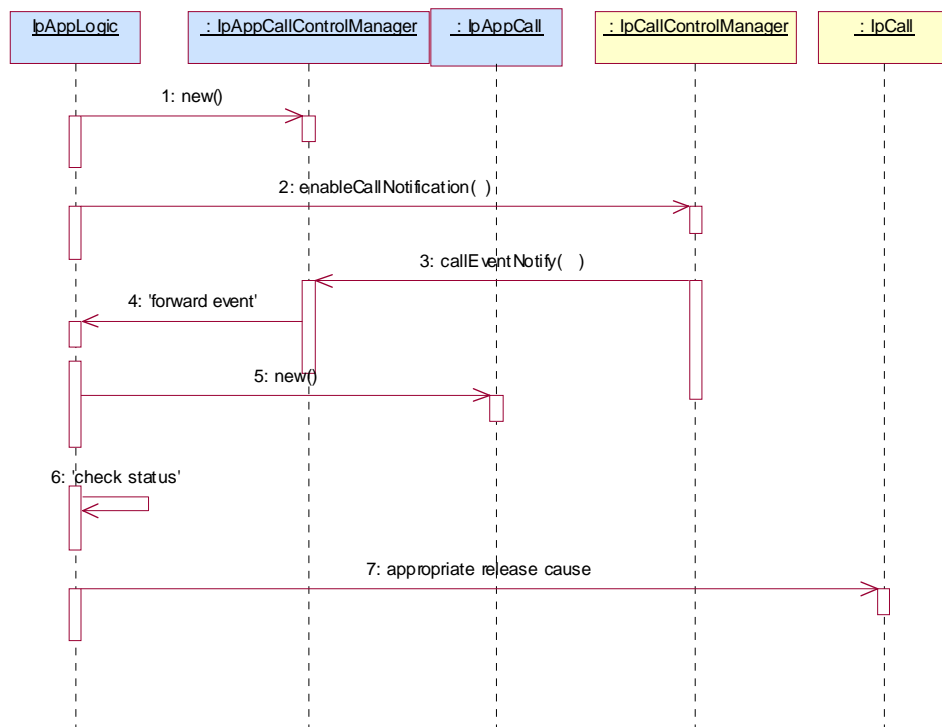 IpAppLogic
: IpAppCallControlManager
: IpAppCall
: IpCallControlManager
: IpCall
1: new()
2: enableCallNotification( )
3: callEventNotify( )
4: 'forward event'
5: new()
6: 'check status'
7: appropriate release cause